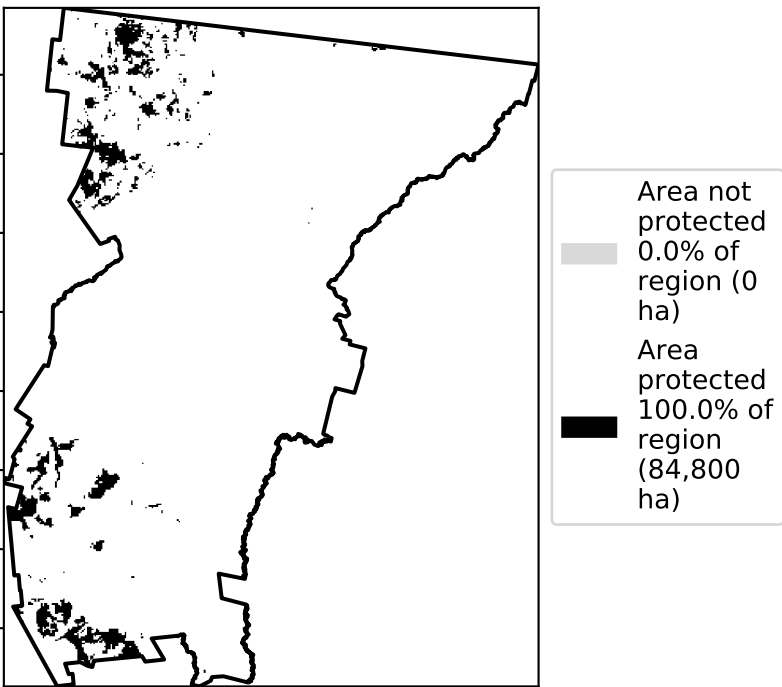 Area not
protected
0.0% of
region (0
ha)
Area
protected
100.0% of
region
(84,800
ha)